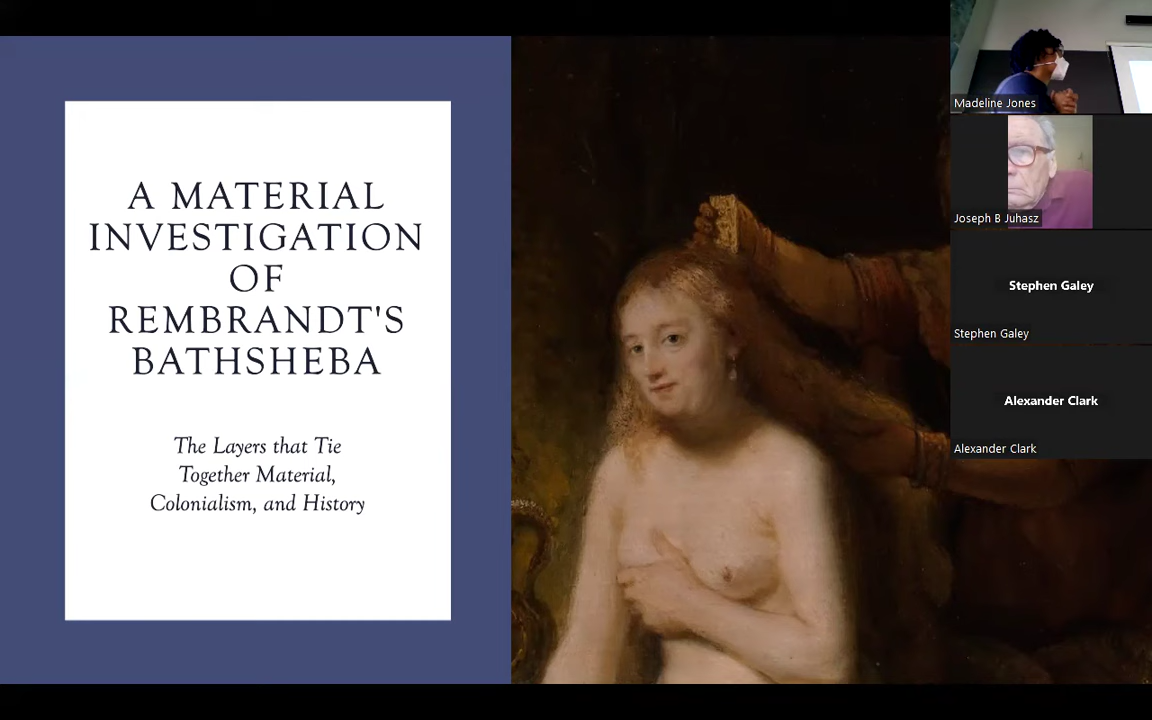 A MATERIAL
INVESTIGATION
OF
REMBRANDT'S
BATHSHEBA
The Layers that Tie
Together Material,
Colonialism, and History
Madeline Jones
Joseph B Juhasz
Stephen Galey
Stephen Galey
Alexander Clark
Alexander Clark